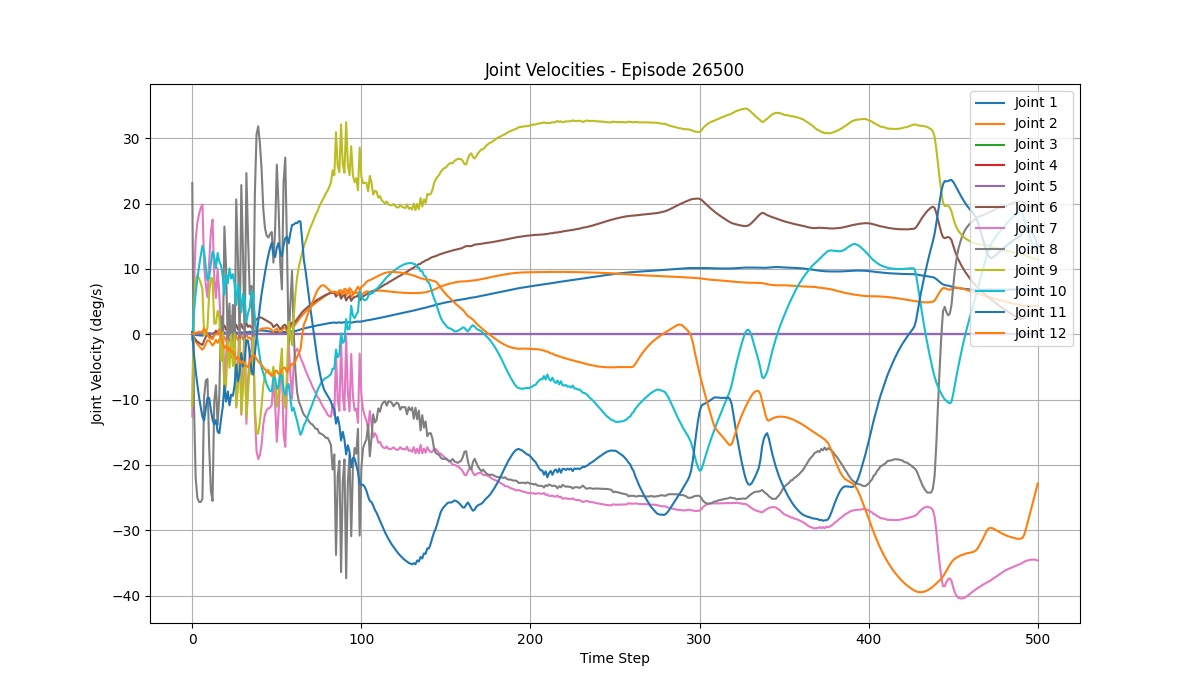 Joint Velocities - Episode 26500
Joint Velocity (deg/s)
30
20
10
0
−10
−20
−30
−40
0 100 200 300 400 500
Time Step
Joint 1
Joint 2
Joint 3
Joint 4
Joint 5
Joint 6
Joint 7
Joint 8
Joint 9
Joint 10
Joint 11
Joint 12